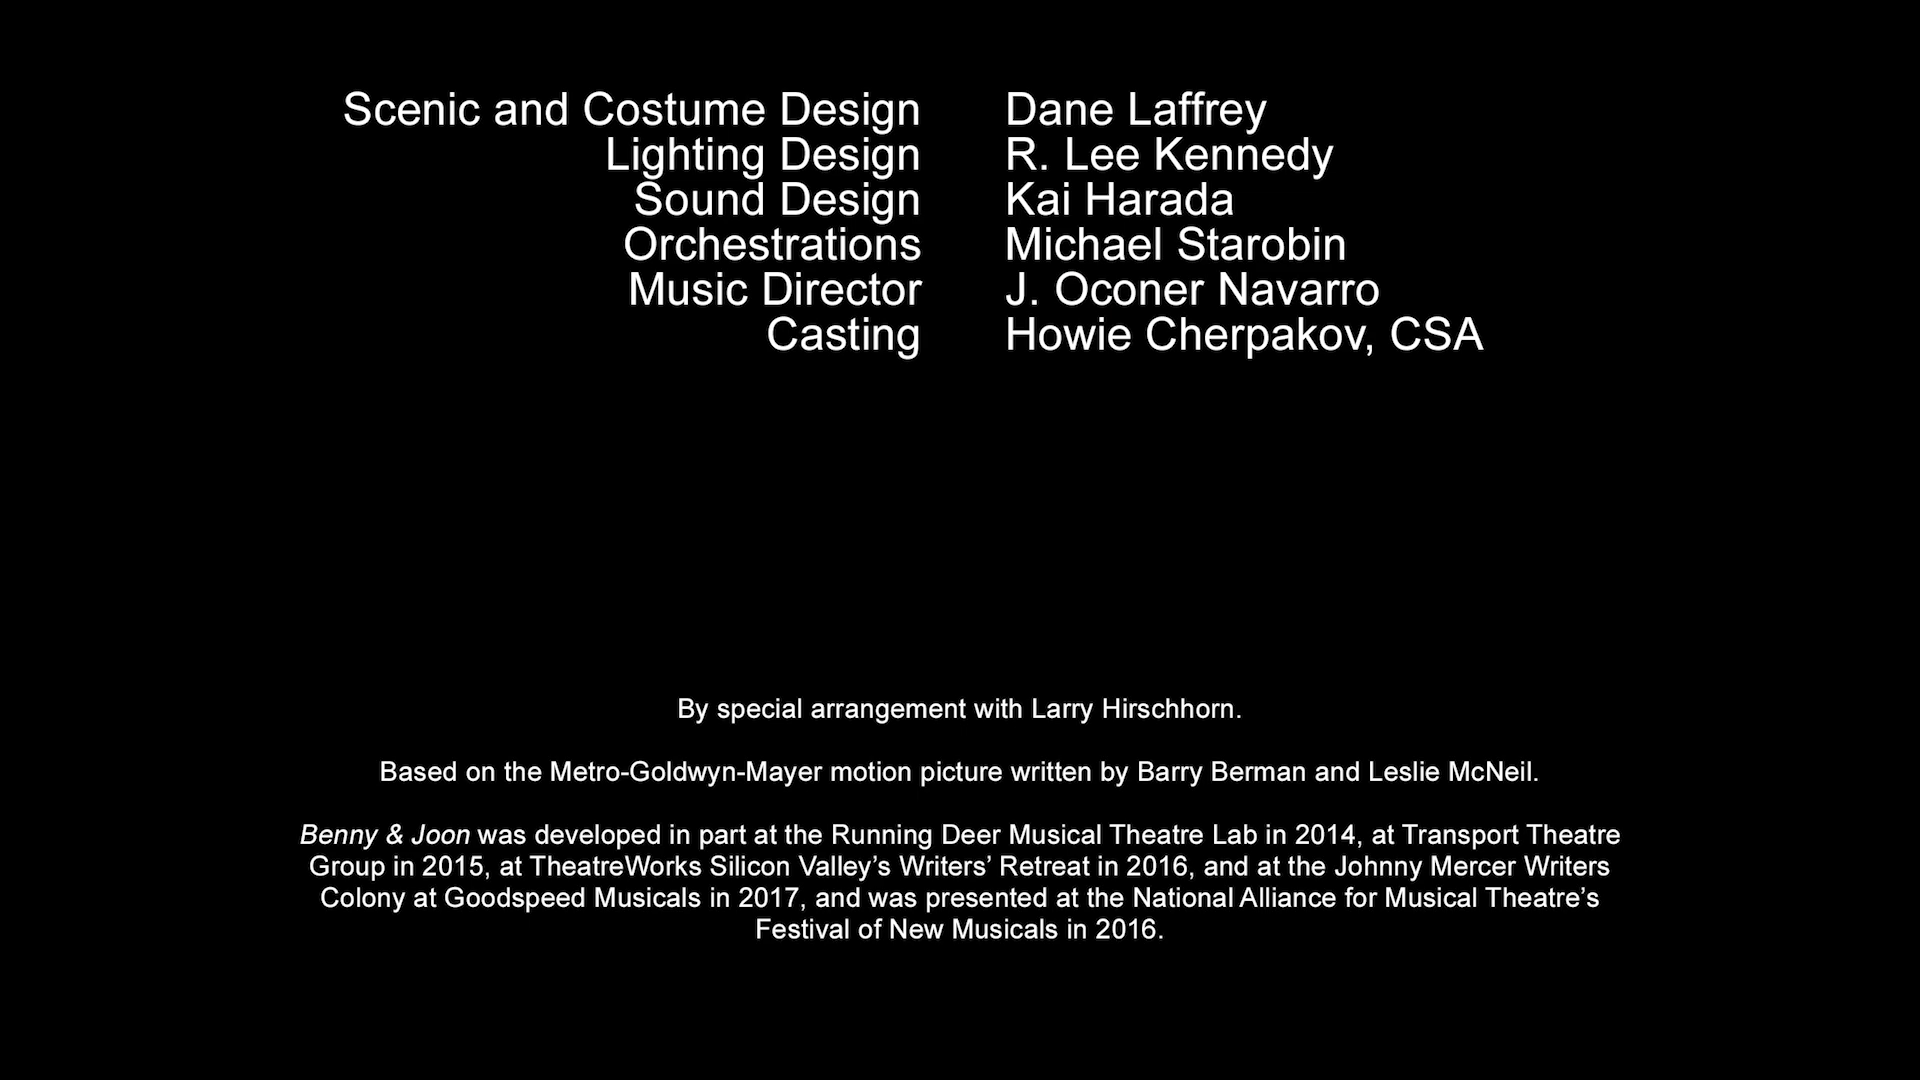 Scenic and Costume Design Dane Laffrey
Lighting Design R. Lee Kennedy
Sound Design Kai Harada
Orchestrations Michael Starobin
Music Director J. Oconer Navarro
Casting Howie Cherpakov, CSA
By special arrangement with Larry Hirschhorn.
Based on the Metro-Goldwyn-Mayer motion picture written by Barry Berman and Leslie McNeil.
Benny & Joon was developed in part at the Running Deer Musical Theatre Lab in 2014, at Transport Theatre
Group in 2015, at TheatreWorks Silicon Valley’s Writers’ Retreat in 2016, and at the Johnny Mercer Writers
Colony at Goodspeed Musicals in 2017, and was presented at the National Alliance for Musical Theatre’s
Festival of New Musicals in 2016.